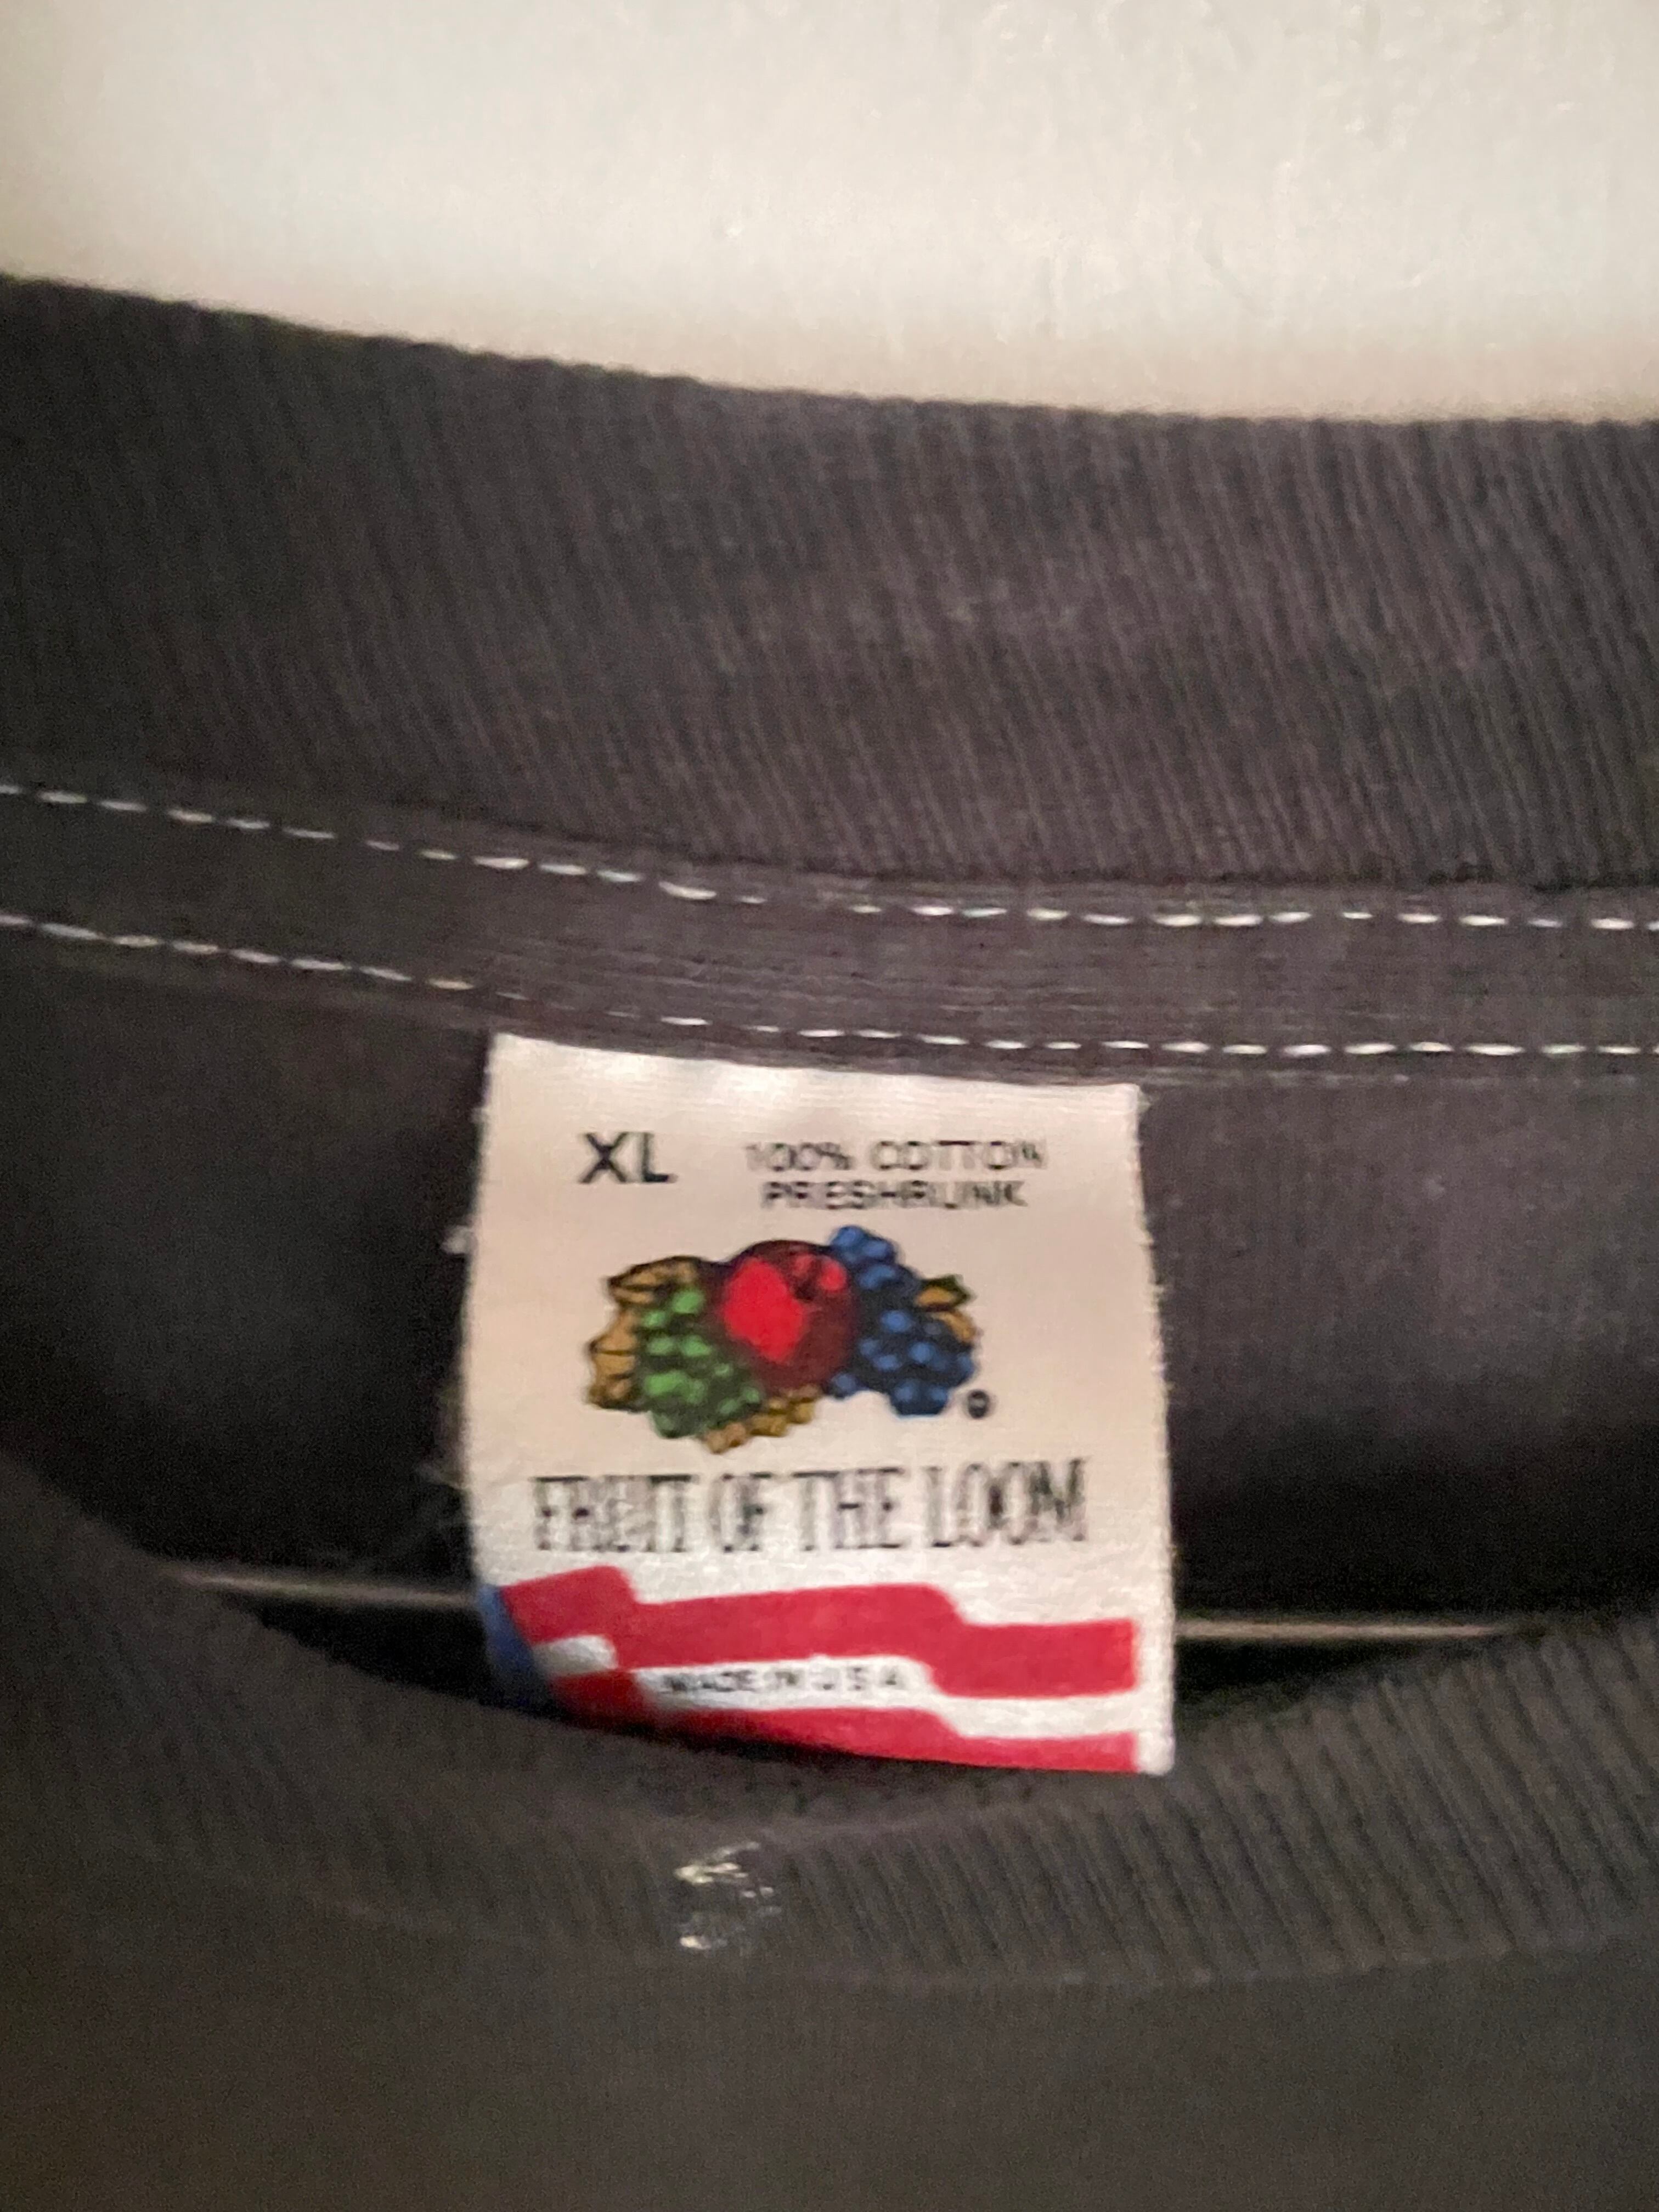 XL 100% COTTON
PRESHRUNK
®
FRUIT OF THE LOOM
MADE IN U S A